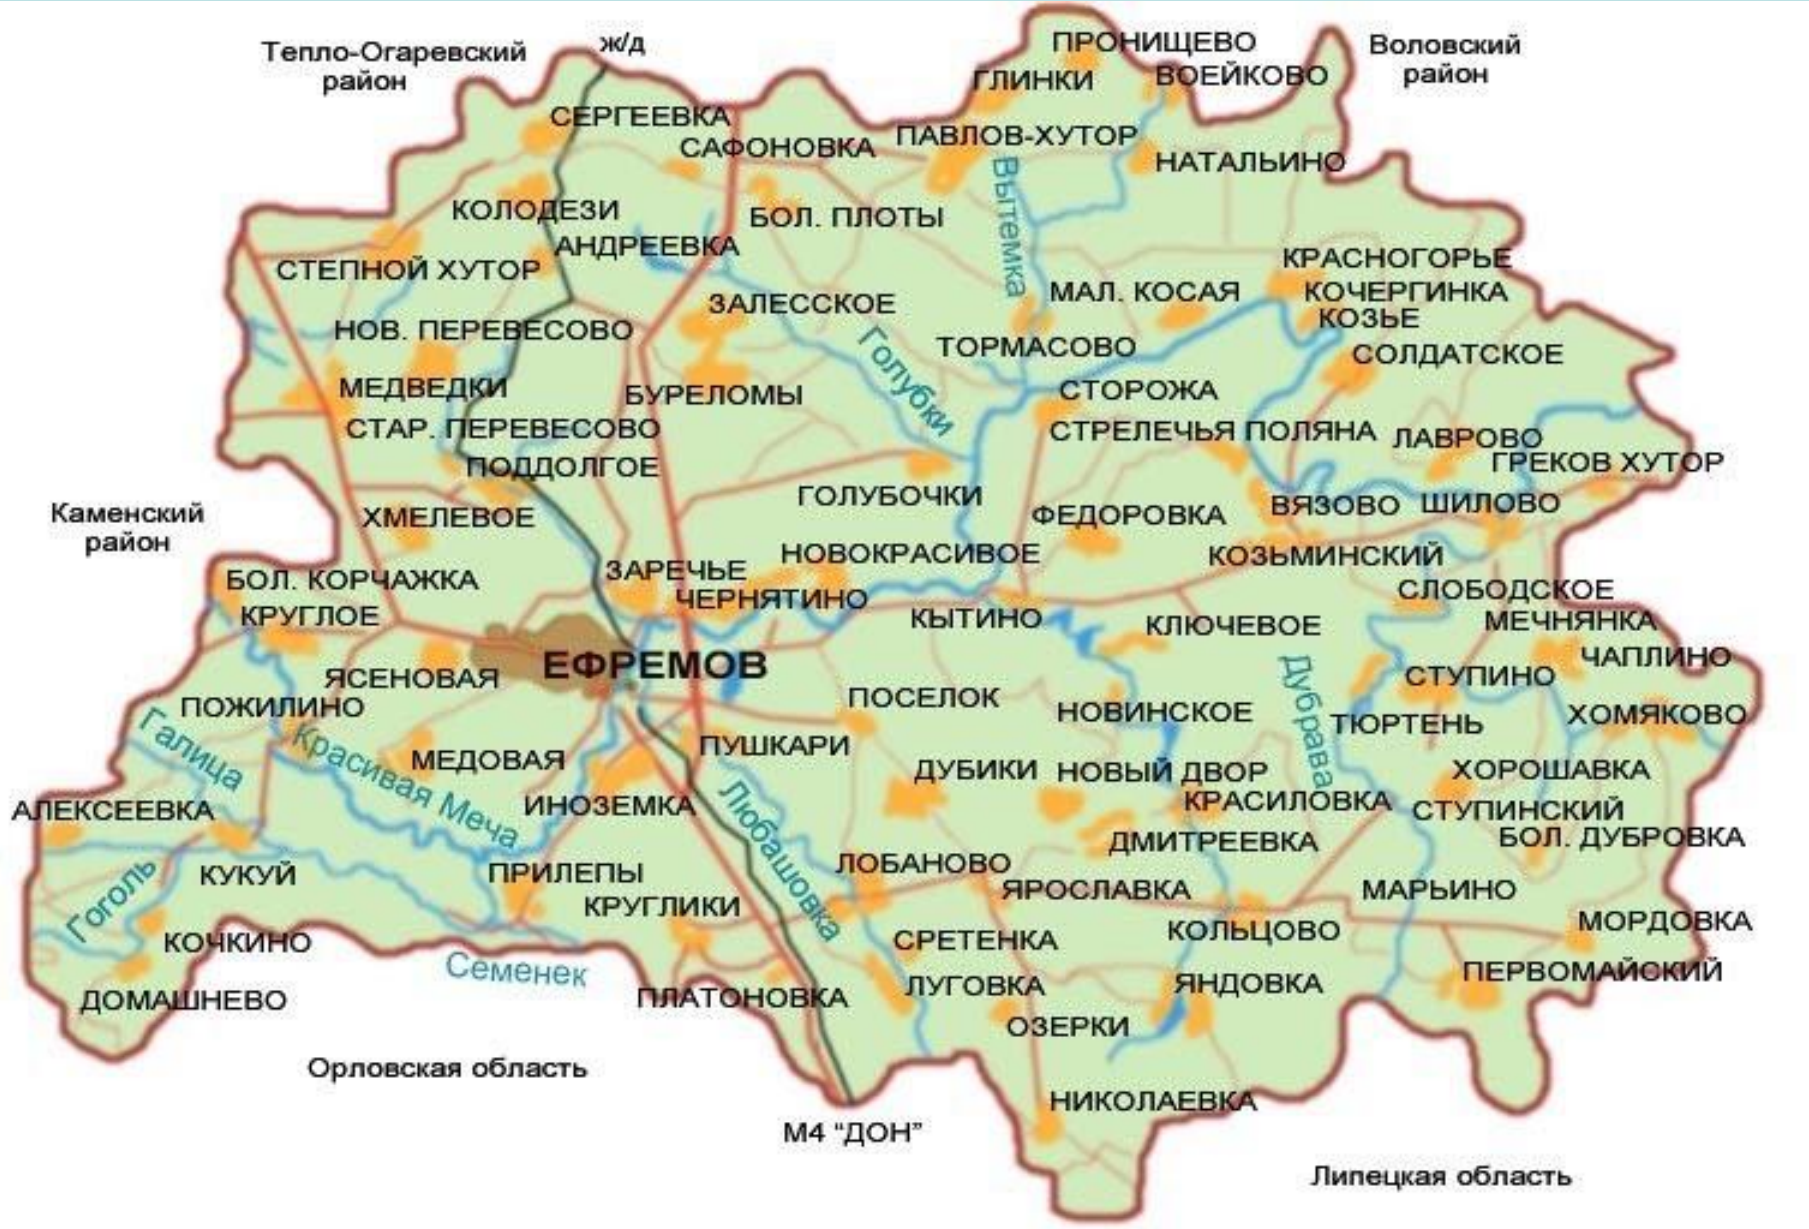 ж/д
Тепло-Огаревский
район
Воловский
район
ПРОНИЩЕВО
ГЛИНКИ
ВОЕЙКОВО
СЕРГЕЕВКА
САФОНОВКА
ПАВЛОВ-ХУТОР
НАТАЛЬИНО
Вытемка
КОЛОДЕЗИ
БОЛ. ПЛОТЫ
АНДРЕЕВКА
СТЕПНОЙ ХУТОР
КРАСНОГОРЬЕ
ЗАЛЕССКОЕ
МАЛ. КОСАЯ
КОЧЕРГИНКА
КОЗЬЕ
НОВ. ПЕРЕВЕСОВО
Голубки
ТОРМАСОВО
СОЛДАТСКОЕ
МЕДВЕДКИ
БУРЕЛОМЫ
СТОРОЖА
СТАР. ПЕРЕВЕСОВО
СТРЕЛЕЧЬЯ ПОЛЯНА
ЛАВРОВО
ГРЕКОВ ХУТОР
ПОДДОЛГОЕ
ГОЛУБОЧКИ
ВЯЗОВО
ШИЛОВО
Каменский
район
ХМЕЛЕВОЕ
ФЕДОРОВКА
НОВОКРАСИВОЕ
КОЗЬМИНСКИЙ
БОЛ. КОРЧАЖКА
ЗАРЕЧЬЕ
ЧЕРНЯТИНО
СЛОБОДСКОЕ
КРУГЛОЕ
КЫТИНО
КЛЮЧЕВОЕ
МЕЧНЯНКА
ЕФРЕМОВ
ЧАПЛИНО
ЯСЕНОВАЯ
СТУПИНО
ПОЖИЛИНО
ПОСЕЛОК
НОВИНСКОЕ
Дубрава
ТЮРТЕНЬ
ХОМЯКОВО
Галица
Красивая Меча
МЕДОВАЯ
ПУШКАРИ
ДУБИКИ
НОВЫЙ ДВОР
ХОРОШАВКА
АЛЕКСЕЕВКА
ИНОЗЕМКА
Любашовка
КРАСИЛОВКА
СТУПИНСКИЙ
ДМИТРЕЕВКА
БОЛ. ДУБРОВКА
КУКУЙ
Гоголь
ПРИЛЕПЫ
ЛОБАНОВО
КРУГЛИКИ
ЯРОСЛАВКА
МАРЬИНО
КОЧКИНО
СРЕТЕНКА
КОЛЬЦОВО
МОРДОВКА
Семенек
ДОМАШНЕВО
ПЛАТОНОВКА
ЛУГОВКА
ЯНДОВКА
ПЕРВОМАЙСКИЙ
ОЗЕРКИ
Орловская область
НИКОЛАЕВКА
М4 “ДОН”
Липецкая область